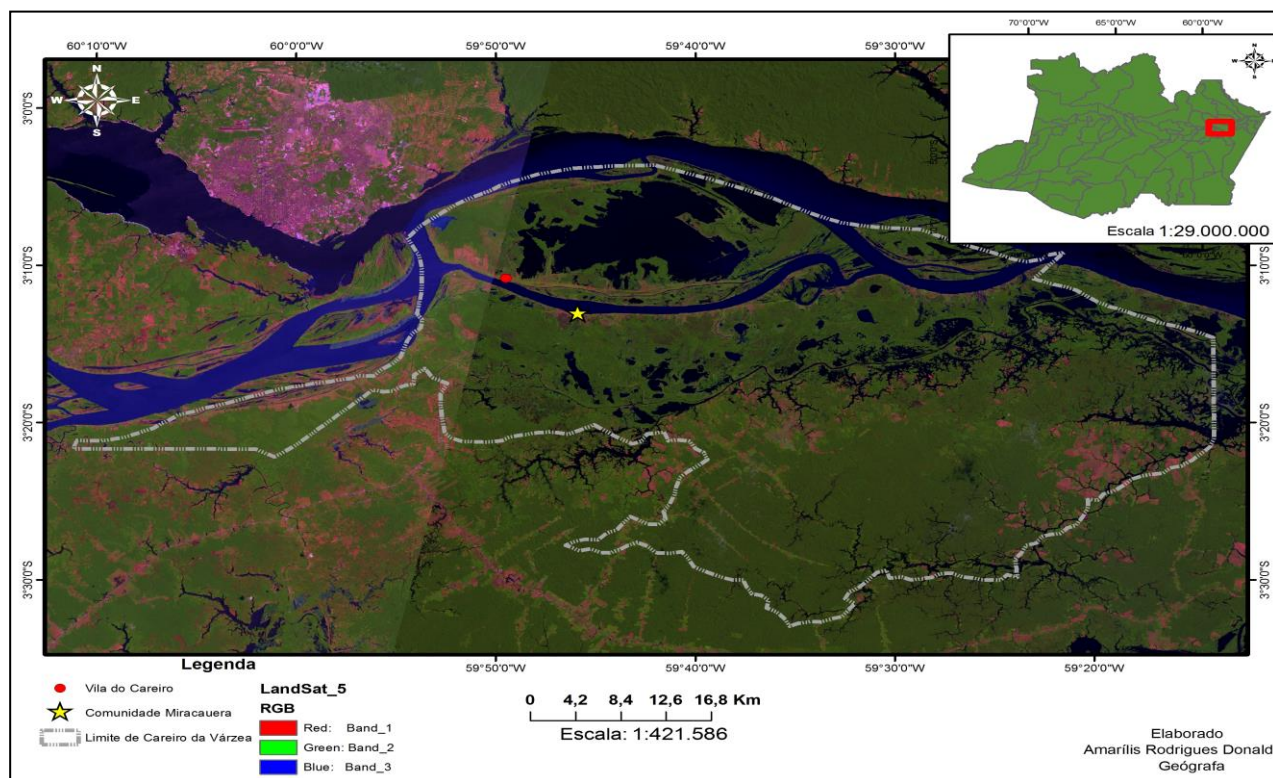 70°0'0"W 65°0'0"W 60°0'0"W
60°10'0"W 60°0'0"W 59°50'0"W 59°40'0"W 59°30'0"W
N
W E
S
3°0'0"S
3°10'0"S
3°20'0"S
3°30'0"S
N
S
Escala 1:29.000.000
3°10'0"S
3°20'0"S
3°30'0"S
59°50'0"W 59°40'0"W 59°30'0"W 59°20'0"W
Legenda
Vila do Careiro
Comunidade Miracauera
Limite de Careiro da Várzea
LandSat_5
RGB
Red: Band_1
Green: Band_2
Blue: Band_3
0 4,2 8,4 12,6 16,8 Km
Escala: 1:421.586
Elaborado
Amarílis Rodrigues Donald
Geógrafa